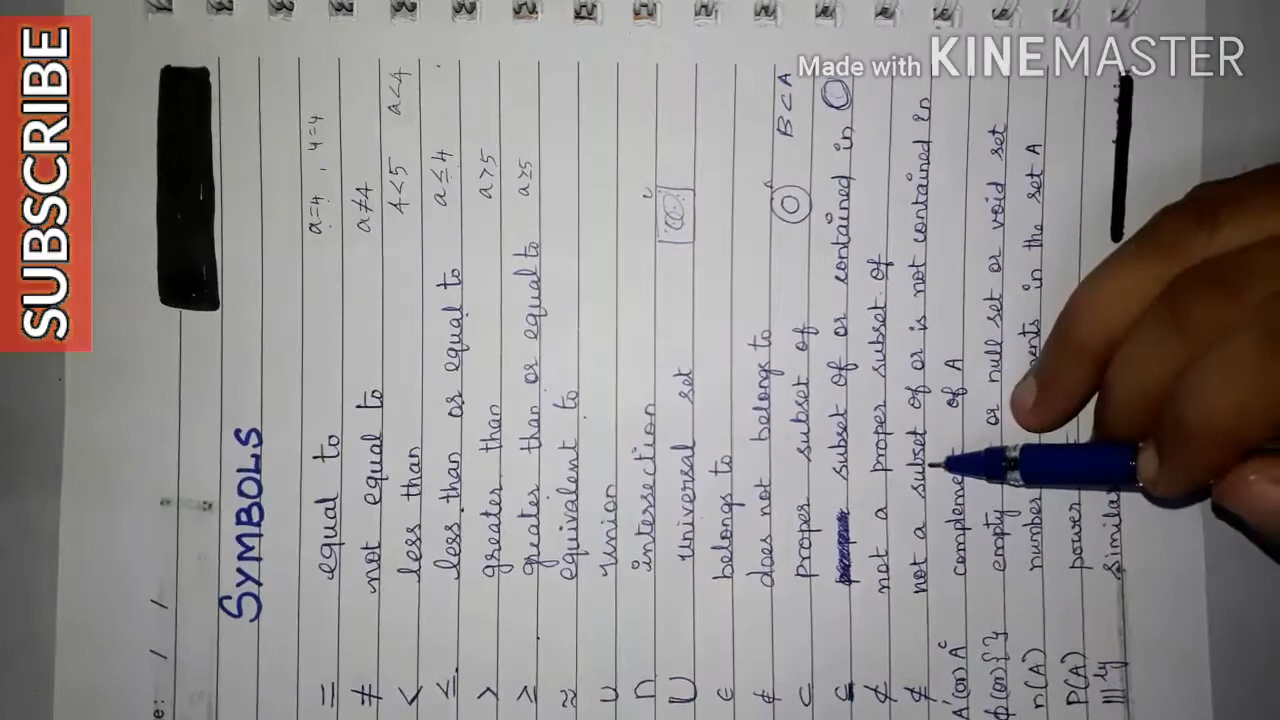 SUBSCRIBE
Made with KINEMASTER
e: / /
SYMBOLS
= equal to a=4, 4=4
≠ not equal to a≠4
< less than 4<5 a<4
≤ less than or equal to a≤4
> greater than a>5
≥ greater than or equal to a≥5
≈ equivalent to
∪ union
∩ intersection
U universal set
∈ belongs to
∉ does not belongs to
⊂ proper subset of B⊂A
⊆ subset of or contained in
⊄ not a proper subset of
⊈ not a subset of or is not contained in
A'(or)Aᶜ of A
ϕ(or){} empty or null set or void set
n(A) number in the set A
P(A) power
|||ly